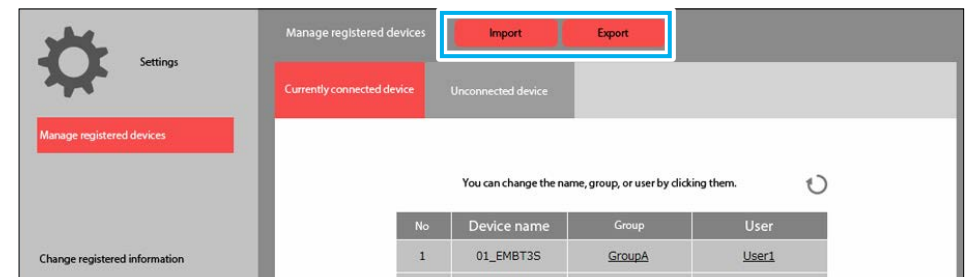 Settings
Manage registered devices
Change registered information
Manage registered devices Import Export
Currently connected device Unconnected device
You can change the name, group, or user by clicking them.
No Device name Group User
1 01_EMBT3S GroupA User1